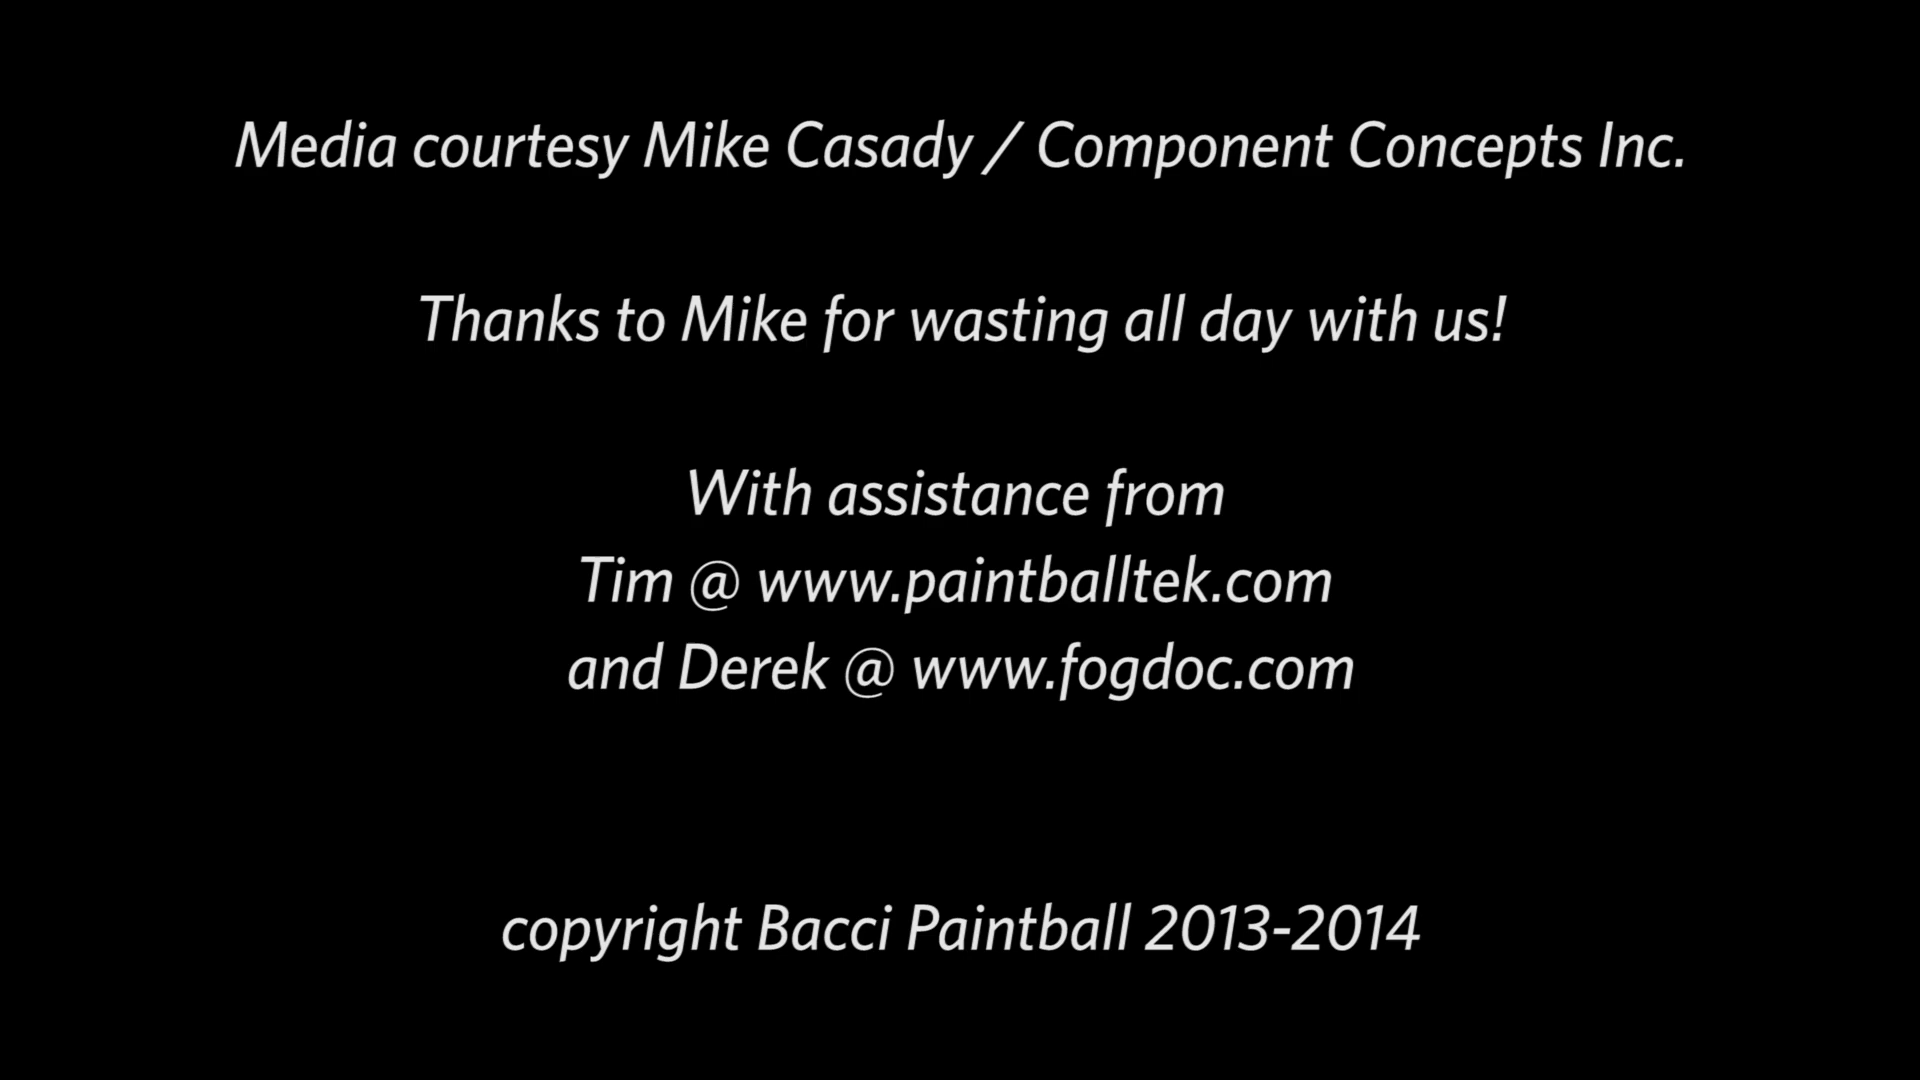 Media courtesy Mike Casady / Component Concepts Inc.
Thanks to Mike for wasting all day with us!
With assistance from
Tim @ www.paintballtek.com
and Derek @ www.fogdoc.com
copyright Bacci Paintball 2013-2014